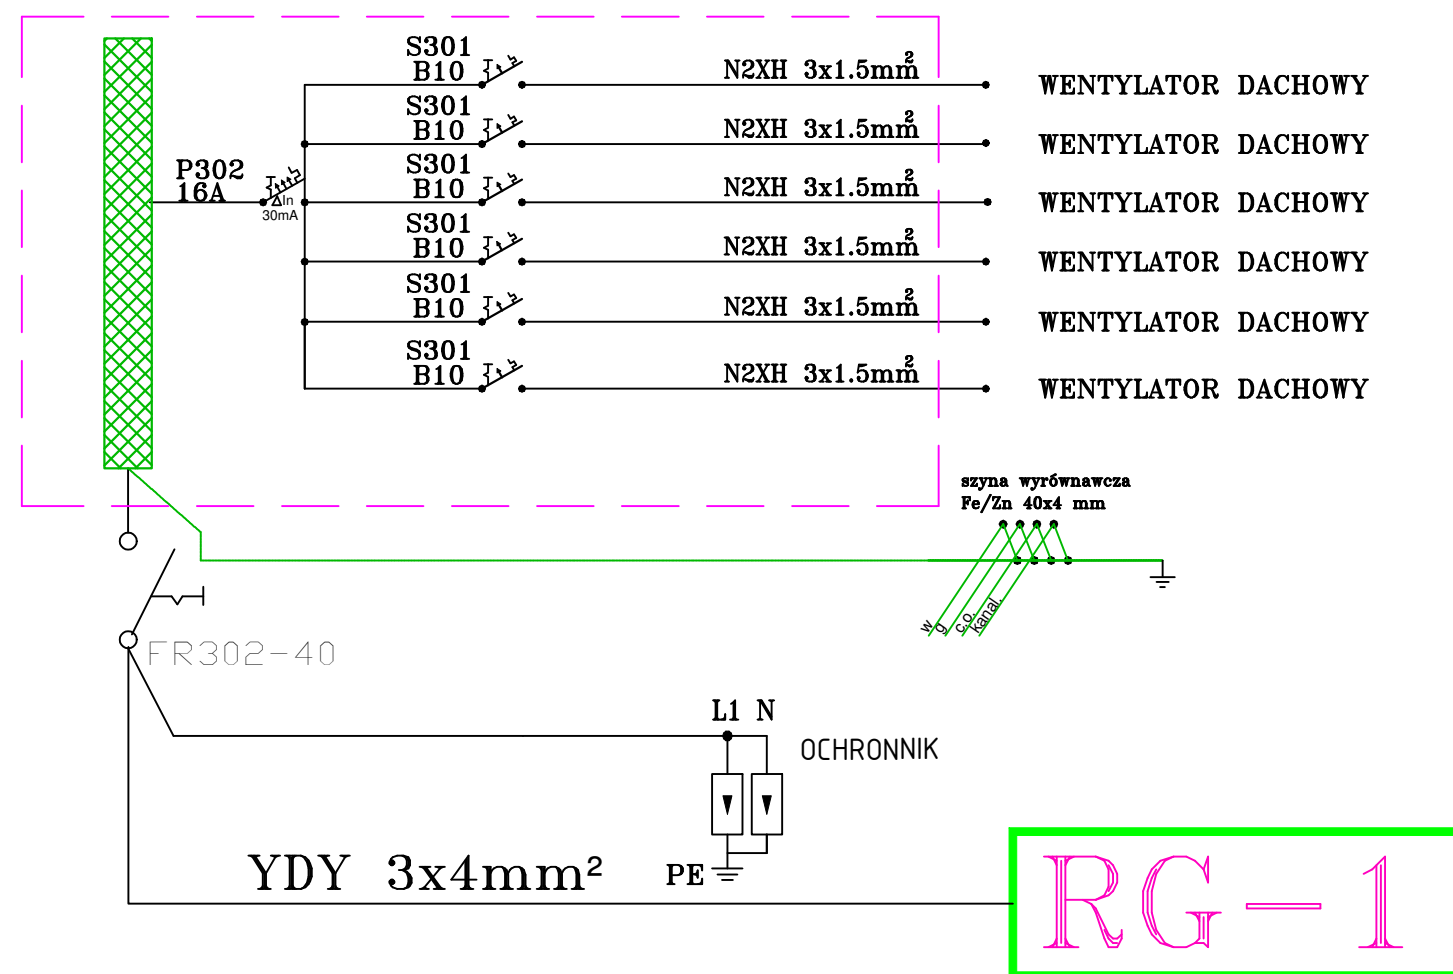 S301
B10
N2XH 3x1.5mm²
WENTYLATOR DACHOWY
S301
B10
N2XH 3x1.5mm²
WENTYLATOR DACHOWY
P302
16A
ΔIn
30mA
S301
B10
N2XH 3x1.5mm²
WENTYLATOR DACHOWY
S301
B10
N2XH 3x1.5mm²
WENTYLATOR DACHOWY
S301
B10
N2XH 3x1.5mm²
WENTYLATOR DACHOWY
S301
B10
N2XH 3x1.5mm²
WENTYLATOR DACHOWY
szyna wyrównawcza
Fe/Zn 40x4 mm
w
g
c.o.
kanal.
FR302-40
L1 N
OCHRONNIK
PE
YDY 3x4mm²
RG-1